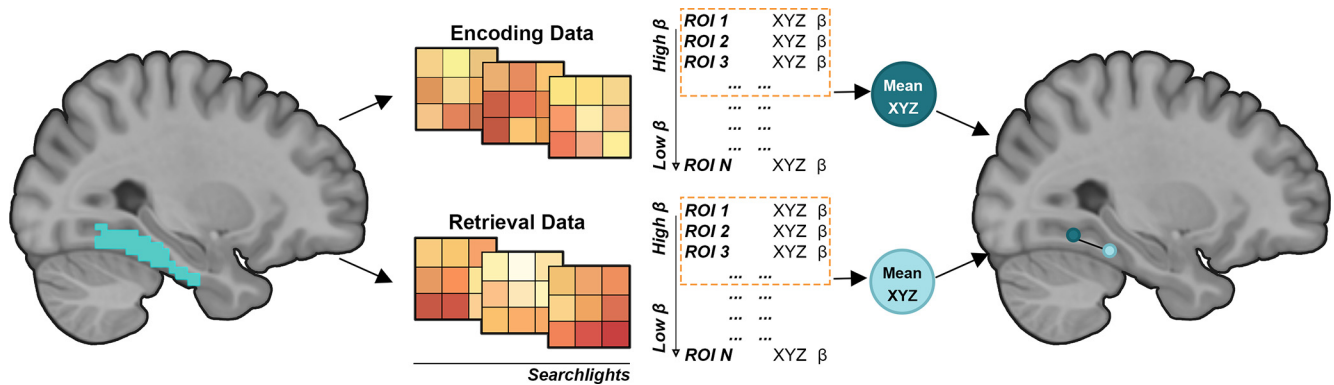 Encoding Data
High β
Low β
ROI 1 XYZ β
ROI 2 XYZ β
ROI 3 XYZ β
... ...
... ...
... ...
... ...
ROI N XYZ β
Mean
XYZ
Retrieval Data
High β
Low β
ROI 1 XYZ β
ROI 2 XYZ β
ROI 3 XYZ β
... ...
... ...
... ...
... ...
ROI N XYZ β
Mean
XYZ
Searchlights